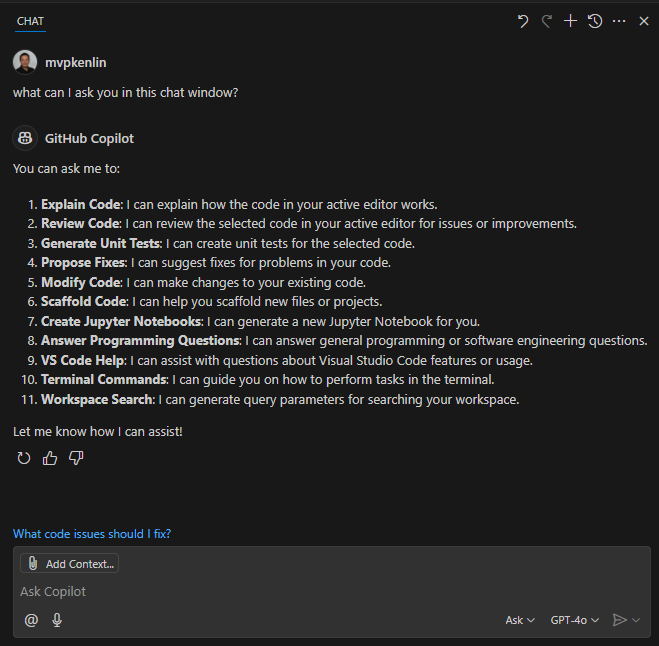 CHAT
mvpkenlin
what can I ask you in this chat window?
GitHub Copilot
You can ask me to:
1. Explain Code: I can explain how the code in your active editor works.
2. Review Code: I can review the selected code in your active editor for issues or improvements.
3. Generate Unit Tests: I can create unit tests for the selected code.
4. Propose Fixes: I can suggest fixes for problems in your code.
5. Modify Code: I can make changes to your existing code.
6. Scaffold Code: I can help you scaffold new files or projects.
7. Create Jupyter Notebooks: I can generate a new Jupyter Notebook for you.
8. Answer Programming Questions: I can answer general programming or software engineering questions.
9. VS Code Help: I can assist with questions about Visual Studio Code features or usage.
10. Terminal Commands: I can guide you on how to perform tasks in the terminal.
11. Workspace Search: I can generate query parameters for searching your workspace.
Let me know how I can assist!
What code issues should I fix?
Add Context...
Ask Copilot
@ Ask GPT-4o